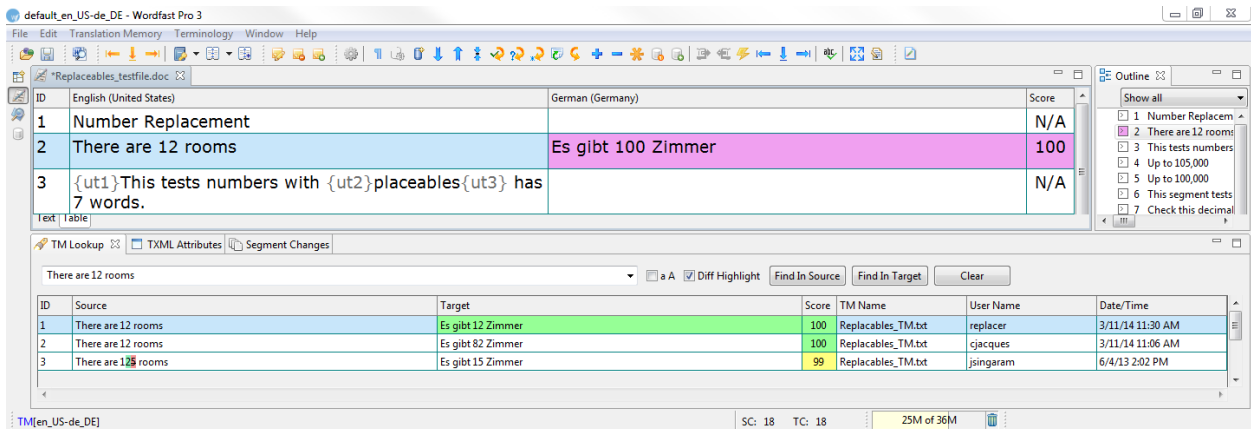 default_en_US-de_DE - Wordfast Pro 3
File Edit Translation Memory Terminology Window Help
*Replaceables_testfile.doc
Outline
ID English (United States) German (Germany) Score
Show all
1 Number Replacement N/A
1 Number Replacem
2 There are 12 rooms Es gibt 100 Zimmer 100
2 There are 12 rooms
3 This tests numbers
4 Up to 105,000
3 {ut1}This tests numbers with {ut2}placeables{ut3} has N/A
5 Up to 100,000
6 This segment tests
7 words.
7 Check this decimal
Text Table
TM Lookup TXML Attributes Segment Changes
There are 12 rooms a A Diff Highlight Find In Source Find In Target Clear
ID Source Target Score TM Name User Name Date/Time
1 There are 12 rooms Es gibt 12 Zimmer 100 Replacables_TM.txt replacer 3/11/14 11:30 AM
2 There are 12 rooms Es gibt 82 Zimmer 100 Replacables_TM.txt cjacques 3/11/14 11:06 AM
3 There are 125 rooms Es gibt 15 Zimmer 99 Replacables_TM.txt jsingaram 6/4/13 2:02 PM
TM[en_US-de_DE] SC: 18 TC: 18 25M of 36M